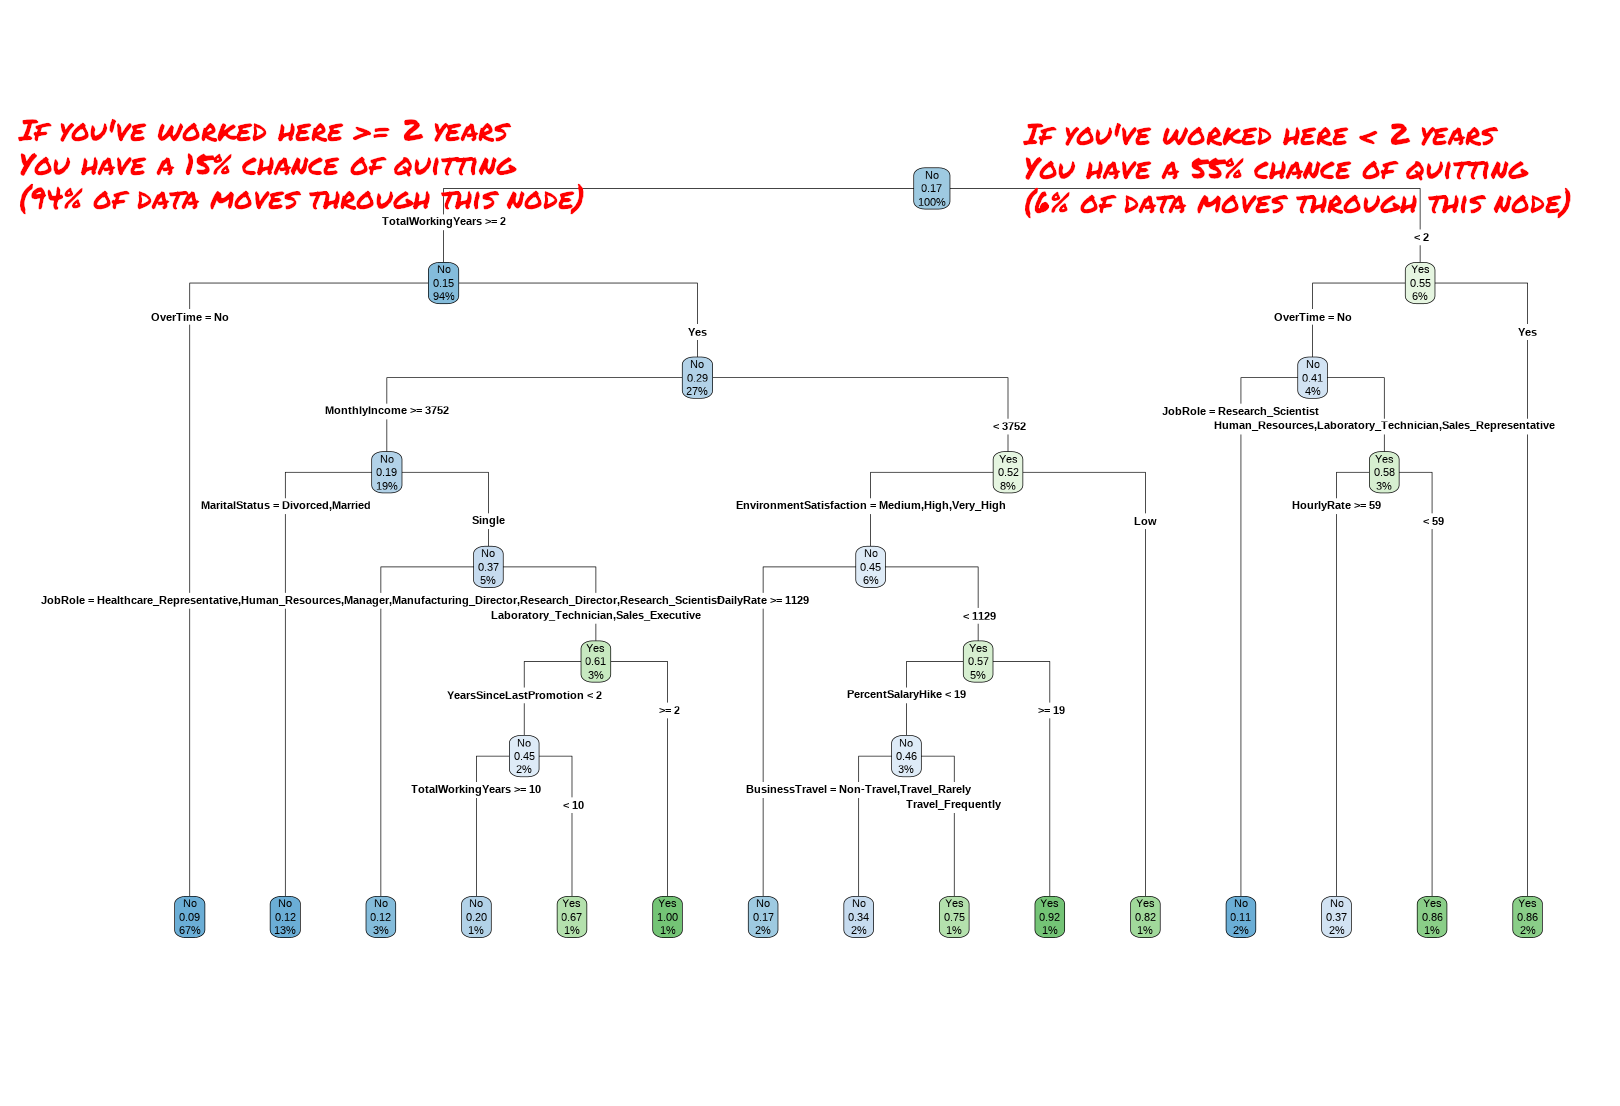 If you've worked here >= 2 years
You have a 15% chance of quitting
(94% of data moves through this node)
If you've worked here < 2 years
You have a 55% chance of quitting
(6% of data moves through this node)
No
0.17
100%
TotalWorkingYears >= 2
< 2
No
0.15
94%
Yes
0.55
6%
OverTime = No
Yes
OverTime = No
Yes
No
0.29
27%
No
0.41
4%
MonthlyIncome >= 3752
< 3752
JobRole = Research_Scientist
Human_Resources,Laboratory_Technician,Sales_Representative
No
0.19
19%
Yes
0.52
8%
Yes
0.58
3%
MaritalStatus = Divorced,Married
Single
EnvironmentSatisfaction = Medium,High,Very_High
Low
HourlyRate >= 59
< 59
No
0.37
5%
No
0.45
6%
JobRole = Healthcare_Representative,Human_Resources,Manager,Manufacturing_Director,Research_Director,Research_Scientist
Laboratory_Technician,Sales_Executive
DailyRate >= 1129
< 1129
Yes
0.61
3%
Yes
0.57
5%
YearsSinceLastPromotion < 2
>= 2
PercentSalaryHike < 19
>= 19
No
0.45
2%
No
0.46
3%
TotalWorkingYears >= 10
< 10
BusinessTravel = Non-Travel,Travel_Rarely
Travel_Frequently
No
0.09
67%
No
0.12
13%
No
0.12
3%
No
0.20
1%
Yes
0.67
1%
Yes
1.00
1%
No
0.17
2%
No
0.34
2%
Yes
0.75
1%
Yes
0.92
1%
Yes
0.82
1%
No
0.11
2%
No
0.37
2%
Yes
0.86
1%
Yes
0.86
2%